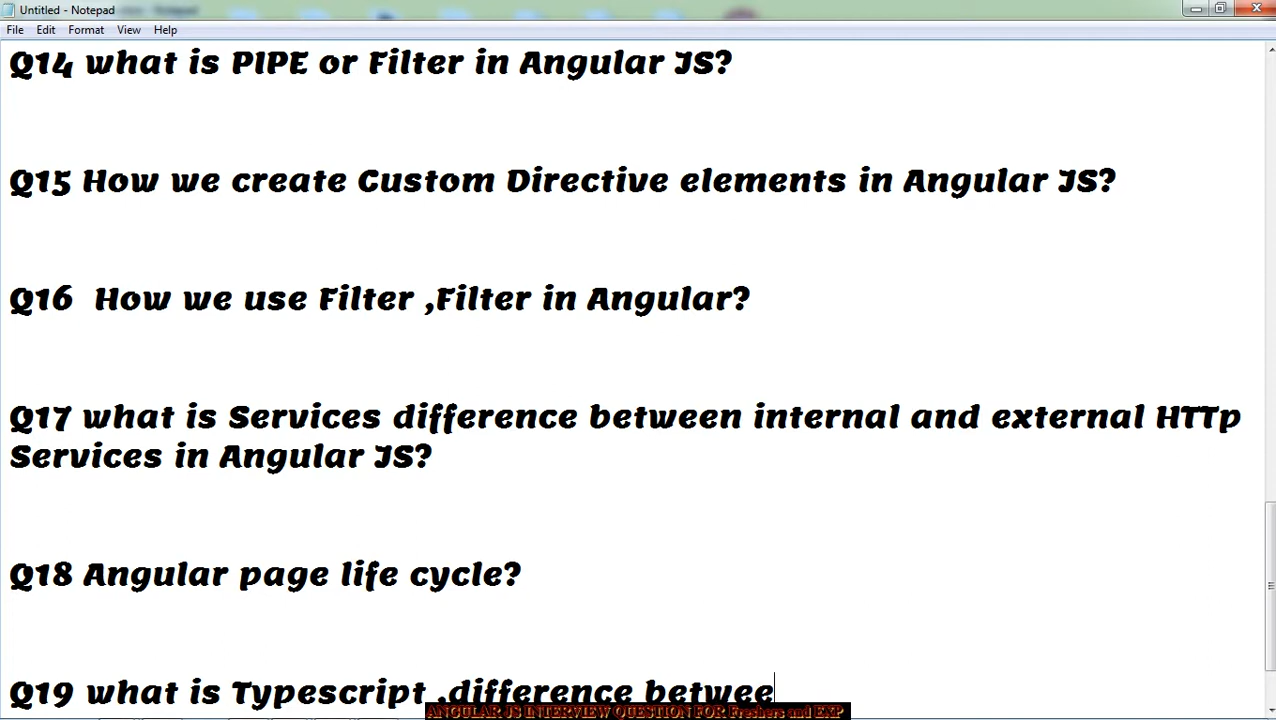 Untitled - Notepad
File Edit Format View Help
Q14 what is PIPE or Filter in Angular JS?
Q15 How we create Custom Directive elements in Angular JS?
Q16 How we use Filter ,Filter in Angular?
Q17 what is Services difference between internal and external HTTp
Services in Angular JS?
Q18 Angular page life cycle?
Q19 what is Typescript ,difference betwee
ANGULAR JS INTERVIEW QUESTION FOR Freshers and EXP